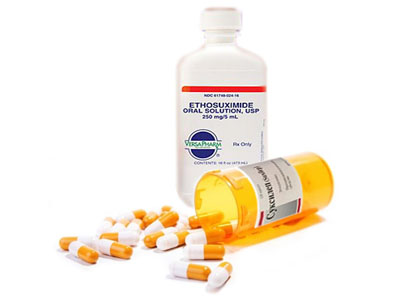 NDC 61748-024-16
ETHOSUXIMIDE
ORAL SOLUTION, USP
250 mg/5 mL
VERSAPHARM
®
Rx Only
CONTENTS: 16 fl oz (473 mL)
Суксилеп